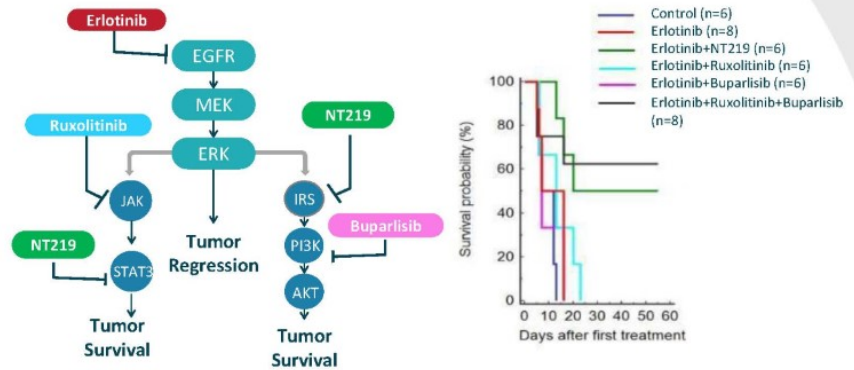 Erlotinib
EGFR
MEK
ERK
Ruxolitinib
NT219
JAK
IRS
Buparlisib
NT219
STAT3
PI3K
AKT
Tumor
Regression
Tumor
Survival
Tumor
Survival
Control (n=6)
Erlotinib (n=8)
Erlotinib+NT219 (n=6)
Erlotinib+Ruxolitinib (n=6)
Erlotinib+Buparlisib (n=6)
Erlotinib+Ruxolitinib+Buparlisib
(n=8)
Survival probability (%)
100
80
60
40
20
0
0 10 20 30 40 50 60
Days after first treatment